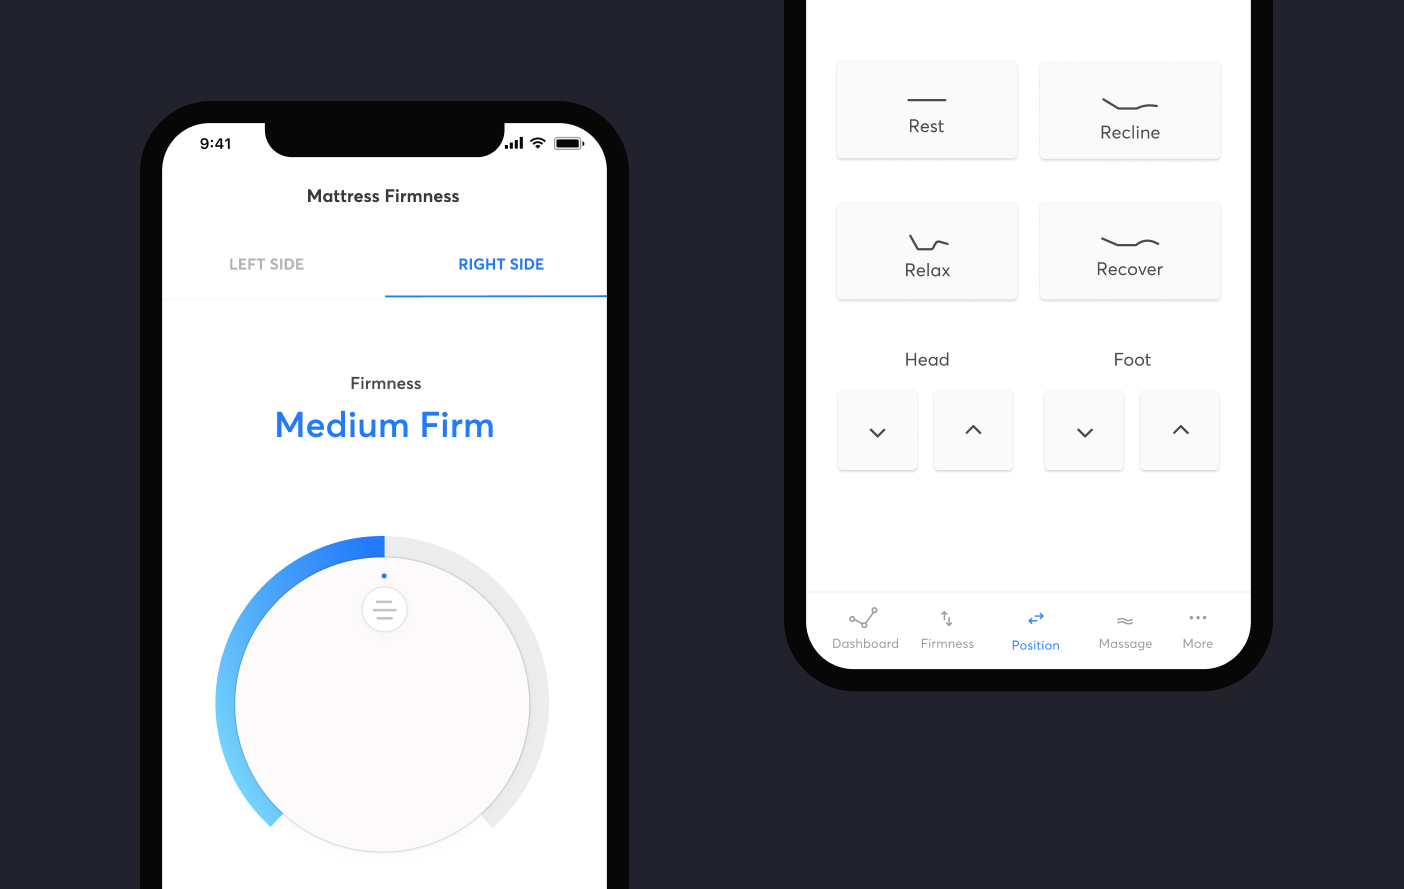 9:41
Mattress Firmness
LEFT SIDE
RIGHT SIDE
Firmness
Medium Firm
Rest
Recline
Relax
Recover
Head
Foot
Dashboard
Firmness
Position
Massage
More